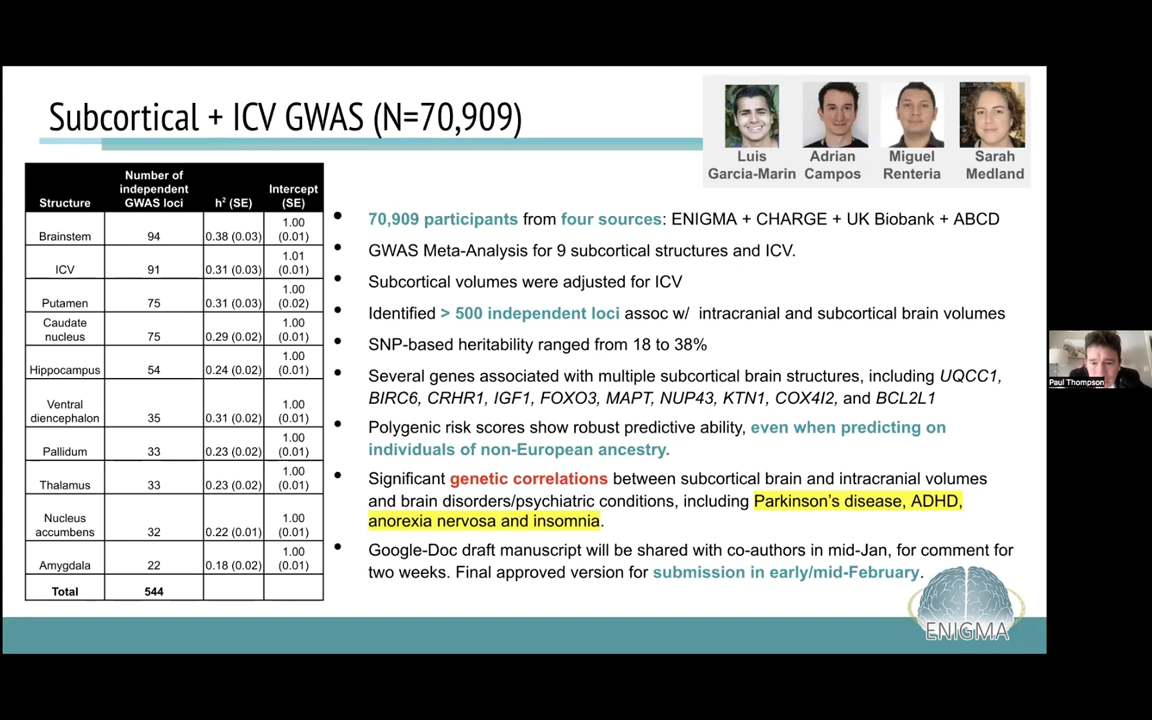 Subcortical + ICV GWAS (N=70,909)
Luis
Garcia-Marin
Adrian
Campos
Miguel
Renteria
Sarah
Medland
Structure
Number of
independent
GWAS loci
h² (SE)
Intercept
(SE)
Brainstem 94 0.38 (0.03) 1.00
(0.01)
ICV 91 0.31 (0.03) 1.01
(0.01)
Putamen 75 0.31 (0.03) 1.00
(0.02)
Caudate
nucleus 75 0.29 (0.02) 1.00
(0.01)
Hippocampus 54 0.24 (0.02) 1.00
(0.01)
Ventral
diencephalon 35 0.31 (0.02) 1.00
(0.01)
Pallidum 33 0.23 (0.02) 1.00
(0.01)
Thalamus 33 0.23 (0.02) 1.00
(0.01)
Nucleus
accumbens 32 0.22 (0.01) 1.00
(0.01)
Amygdala 22 0.18 (0.02) 1.00
(0.01)
Total 544
• 70,909 participants from four sources: ENIGMA + CHARGE + UK Biobank + ABCD
• GWAS Meta-Analysis for 9 subcortical structures and ICV.
• Subcortical volumes were adjusted for ICV
• Identified > 500 independent loci assoc w/ intracranial and subcortical brain volumes
• SNP-based heritability ranged from 18 to 38%
• Several genes associated with multiple subcortical brain structures, including UQCC1,
BIRC6, CRHR1, IGF1, FOXO3, MAPT, NUP43, KTN1, COX4I2, and BCL2L1
• Polygenic risk scores show robust predictive ability, even when predicting on
individuals of non-European ancestry.
• Significant genetic correlations between subcortical brain and intracranial volumes
and brain disorders/psychiatric conditions, including Parkinson's disease, ADHD,
anorexia nervosa and insomnia.
• Google-Doc draft manuscript will be shared with co-authors in mid-Jan, for comment for
two weeks. Final approved version for submission in early/mid-February.
ENIGMA
Paul Thompson